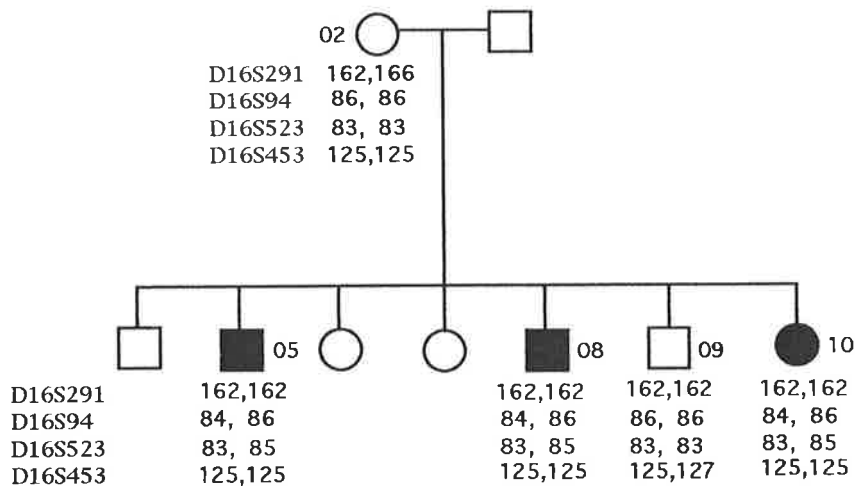 02
D16S291 162,166
D16S94 86, 86
D16S523 83, 83
D16S453 125,125
05 08 09 10
D16S291 162,162 162,162 162,162 162,162
D16S94 84, 86 84, 86 86, 86 84, 86
D16S523 83, 85 83, 85 83, 83 83, 85
D16S453 125,125 125,125 125,127 125,125